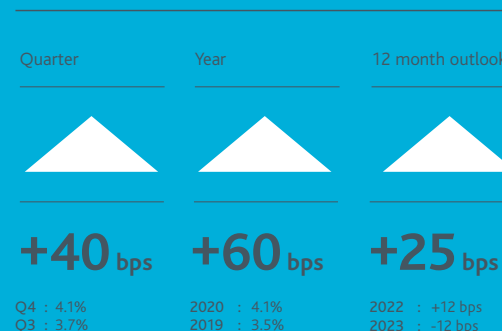 Quarter Year 12 month outlook
+40 bps +60 bps +25 bps
Q4 : 4.1% 2020 : 4.1% 2022 : +12 bps
Q3 : 3.7% 2019 : 3.5% 2023 : -12 bps